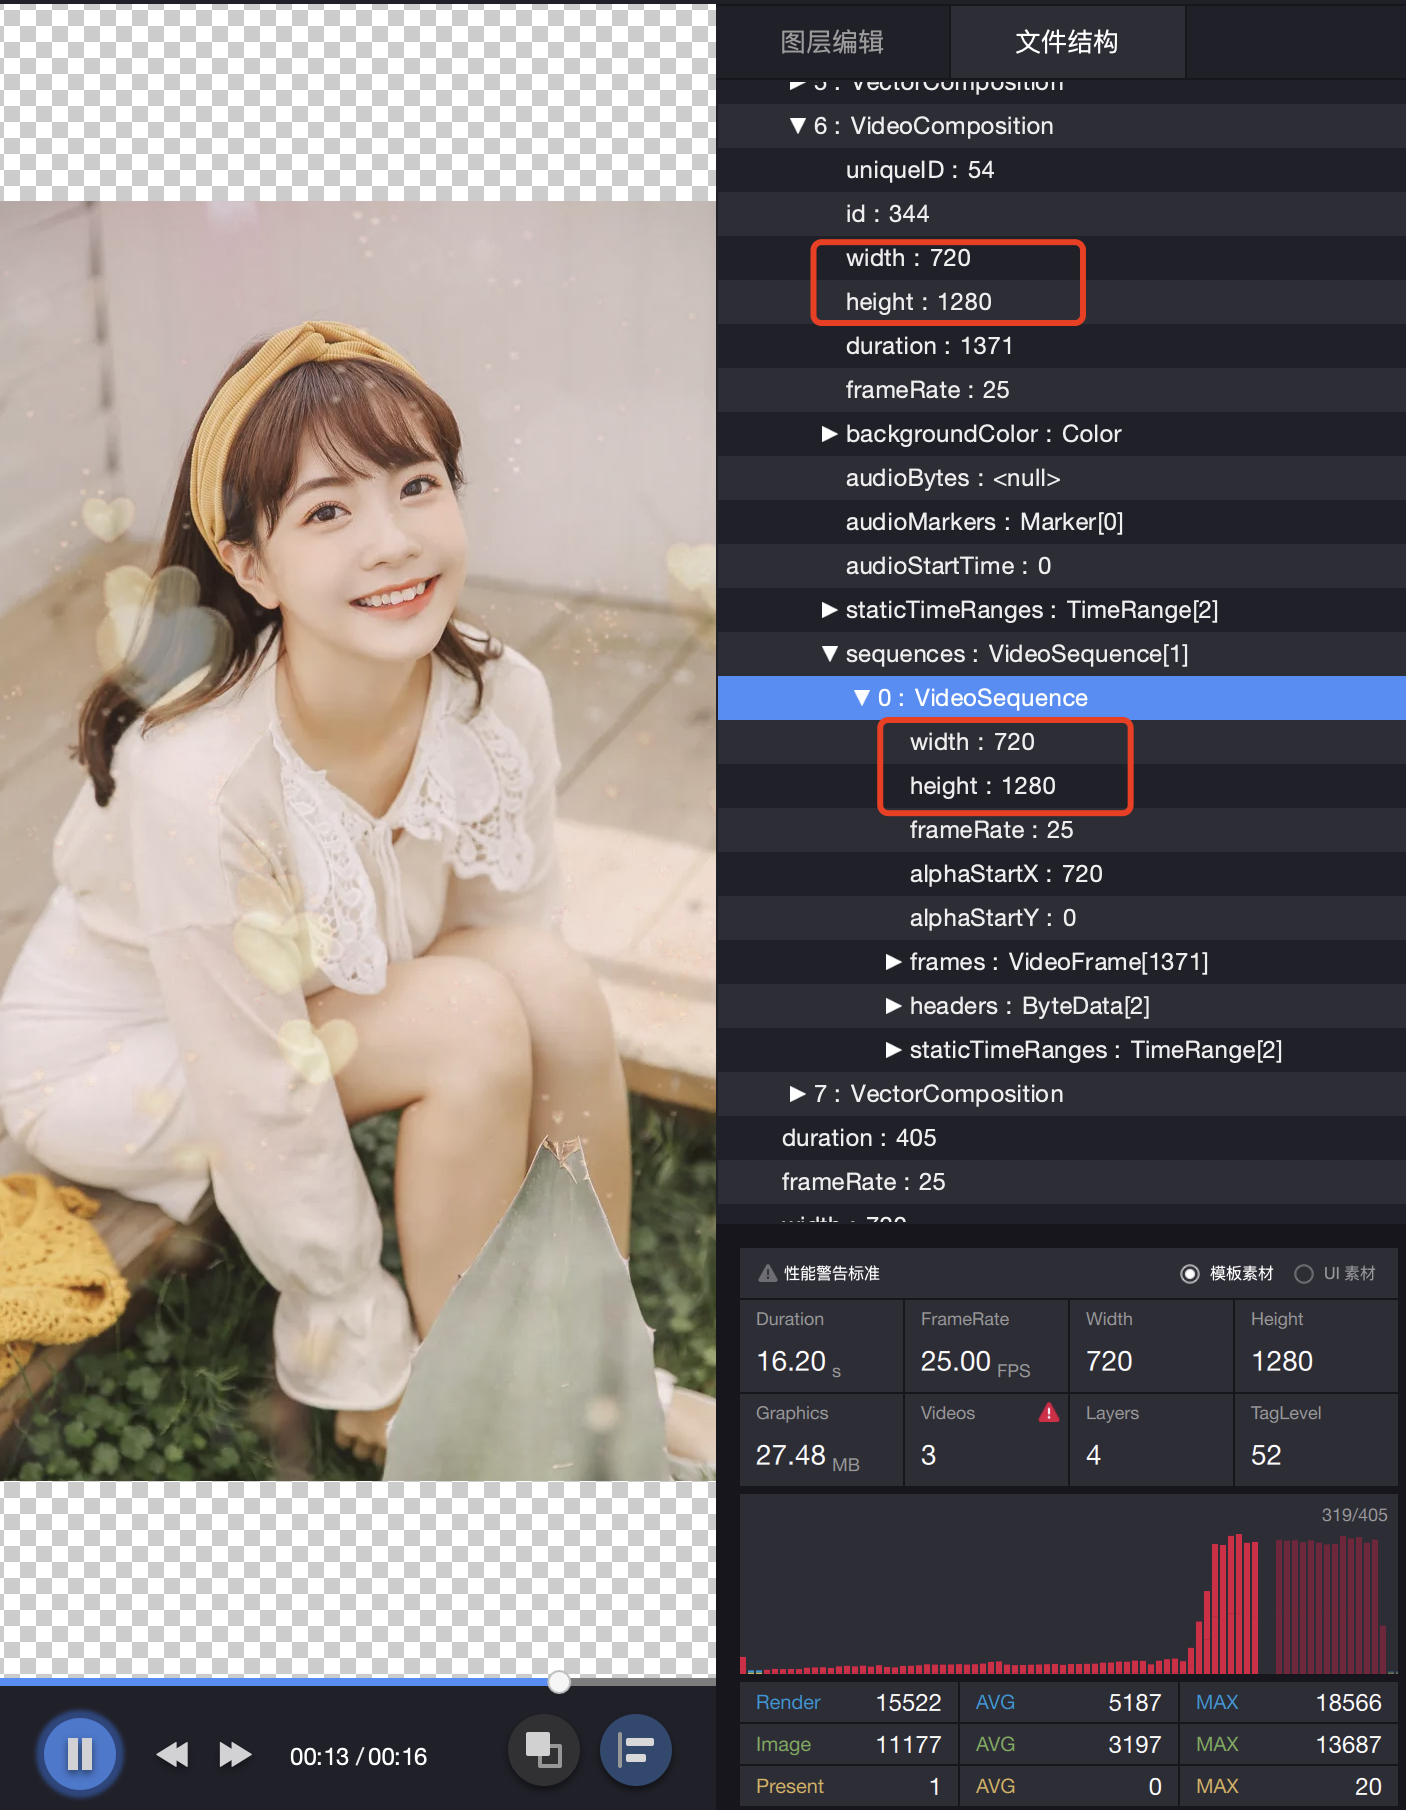 图层编辑
文件结构
5 : VectorComposition
6 : VideoComposition
uniqueID : 54
id : 344
width : 720
height : 1280
duration : 1371
frameRate : 25
backgroundColor : Color
audioBytes : <null>
audioMarkers : Marker[0]
audioStartTime : 0
staticTimeRanges : TimeRange[2]
sequences : VideoSequence[1]
0 : VideoSequence
width : 720
height : 1280
frameRate : 25
alphaStartX : 720
alphaStartY : 0
frames : VideoFrame[1371]
headers : ByteData[2]
staticTimeRanges : TimeRange[2]
7 : VectorComposition
duration : 405
frameRate : 25
width : 720
性能警告标准
模板素材
UI 素材
Duration
FrameRate
Width
Height
16.20 s
25.00 FPS
720
1280
Graphics
Videos
Layers
TagLevel
27.48 MB
3
4
52
319/405
Render 15522 AVG 5187 MAX 18566
Image 11177 AVG 3197 MAX 13687
Present 1 AVG 0 MAX 20
00:13 / 00:16